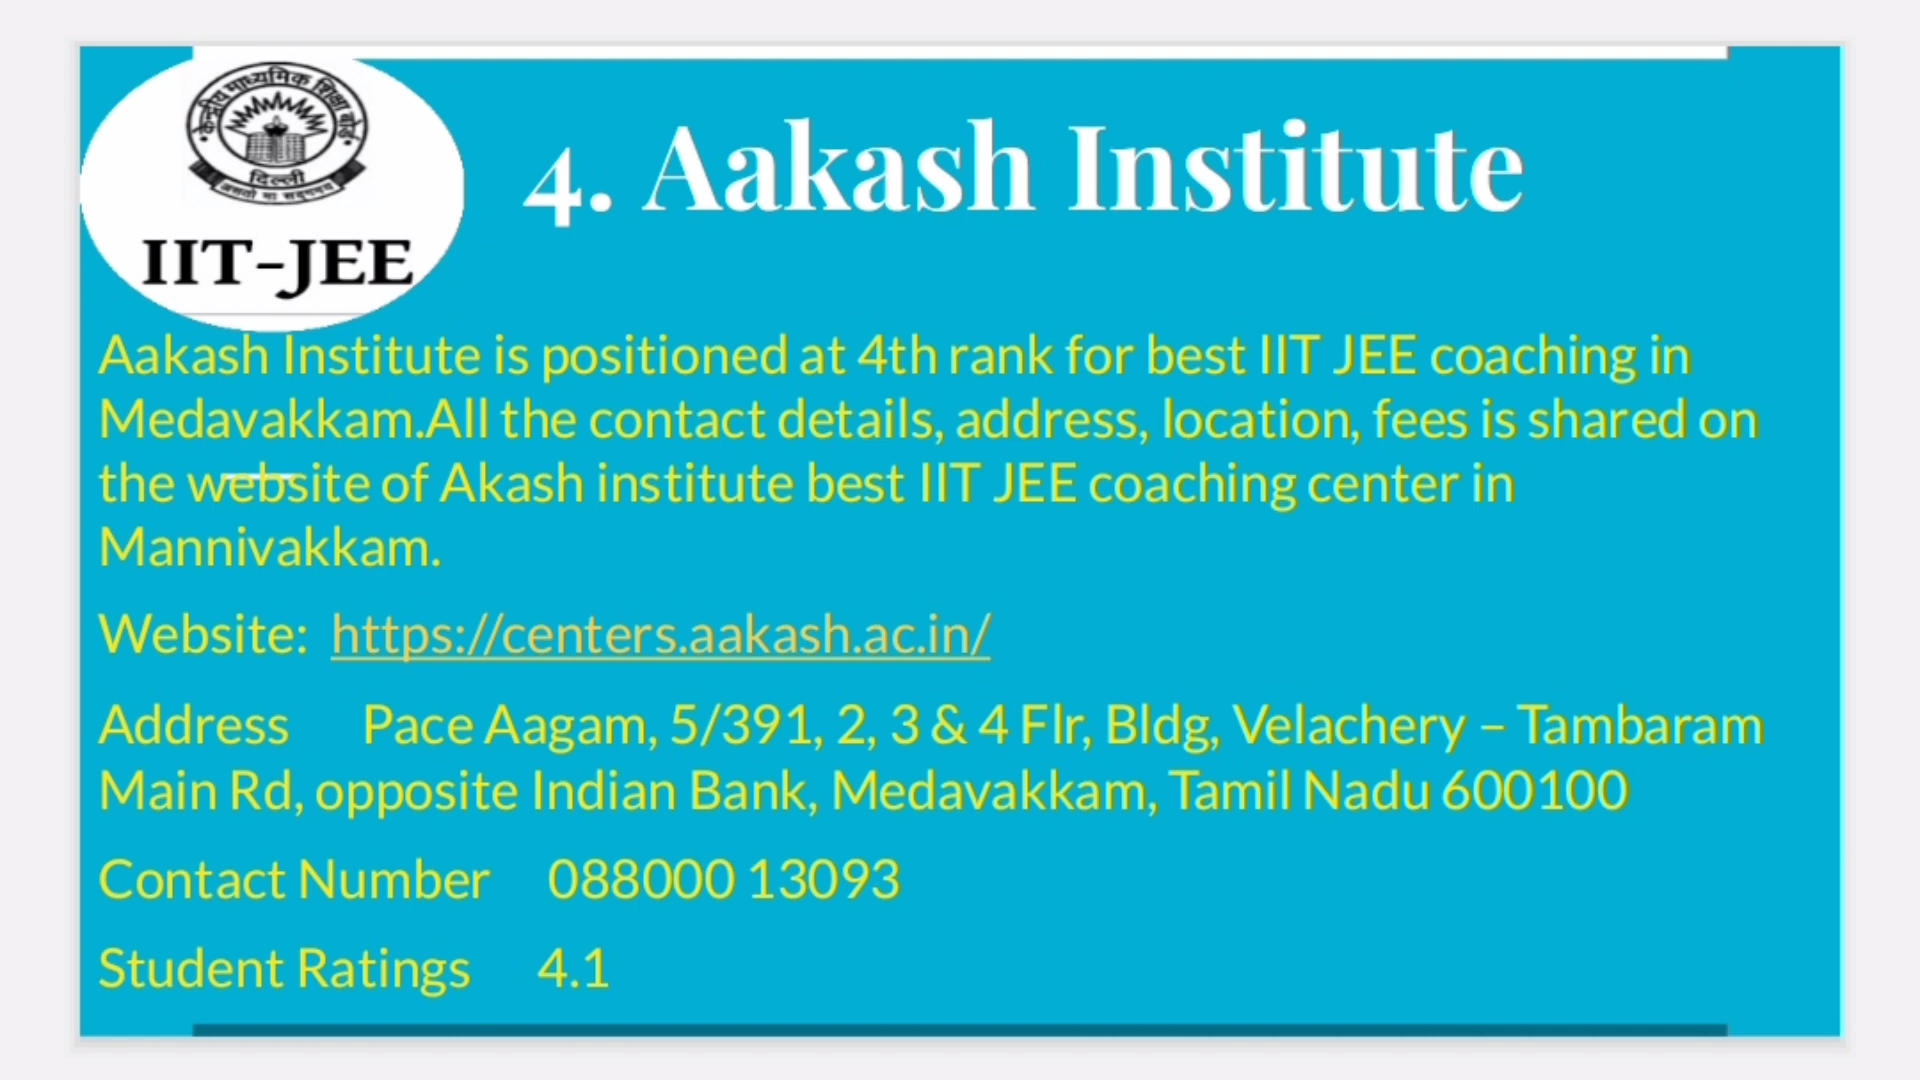 केन्द्रीय माध्यमिक शिक्षा बोर्ड
दिल्ली
असतो मा सद्गमय
IIT-JEE
4. Aakash Institute
Aakash Institute is positioned at 4th rank for best IIT JEE coaching in
Medavakkam.All the contact details, address, location, fees is shared on
the website of Akash institute best IIT JEE coaching center in
Mannivakkam.
Website: https://centers.aakash.ac.in/
Address Pace Aagam, 5/391, 2, 3 & 4 Flr, Bldg, Velachery – Tambaram
Main Rd, opposite Indian Bank, Medavakkam, Tamil Nadu 600100
Contact Number 088000 13093
Student Ratings 4.1